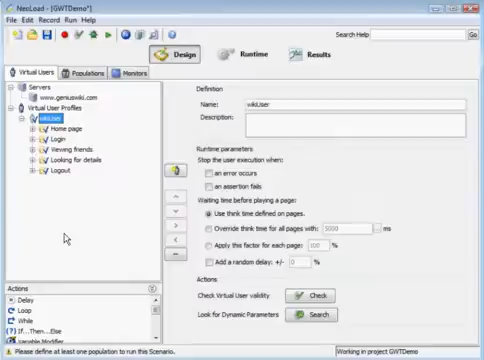 NeoLoad - [GWTDemo*]
File Edit Record Run Help
Search Help Go
Design Runtime Results
Virtual Users Populations Monitors
Servers
www.geniuswiki.com
Virtual User Profiles
wikiUser
Home page
Login
Viewing friends
Looking for details
Logout
Definition
Name: wikiUser
Description:
Runtime parameters
Stop the user execution when:
an error occurs
an assertion fails
Waiting time before playing a page:
Use think time defined on pages.
Override think time for all pages with: 5000 ... ms
Apply this factor for each page: 100 %
Add a random delay: +/- 0 %
Actions
Check Virtual User validity Check
Look for Dynamic Parameters Search
Actions
Delay
Loop
While
If...Then...Else
Variable Modifier
Please define at least one population to run this Scenario.
Working in project GWTDemo